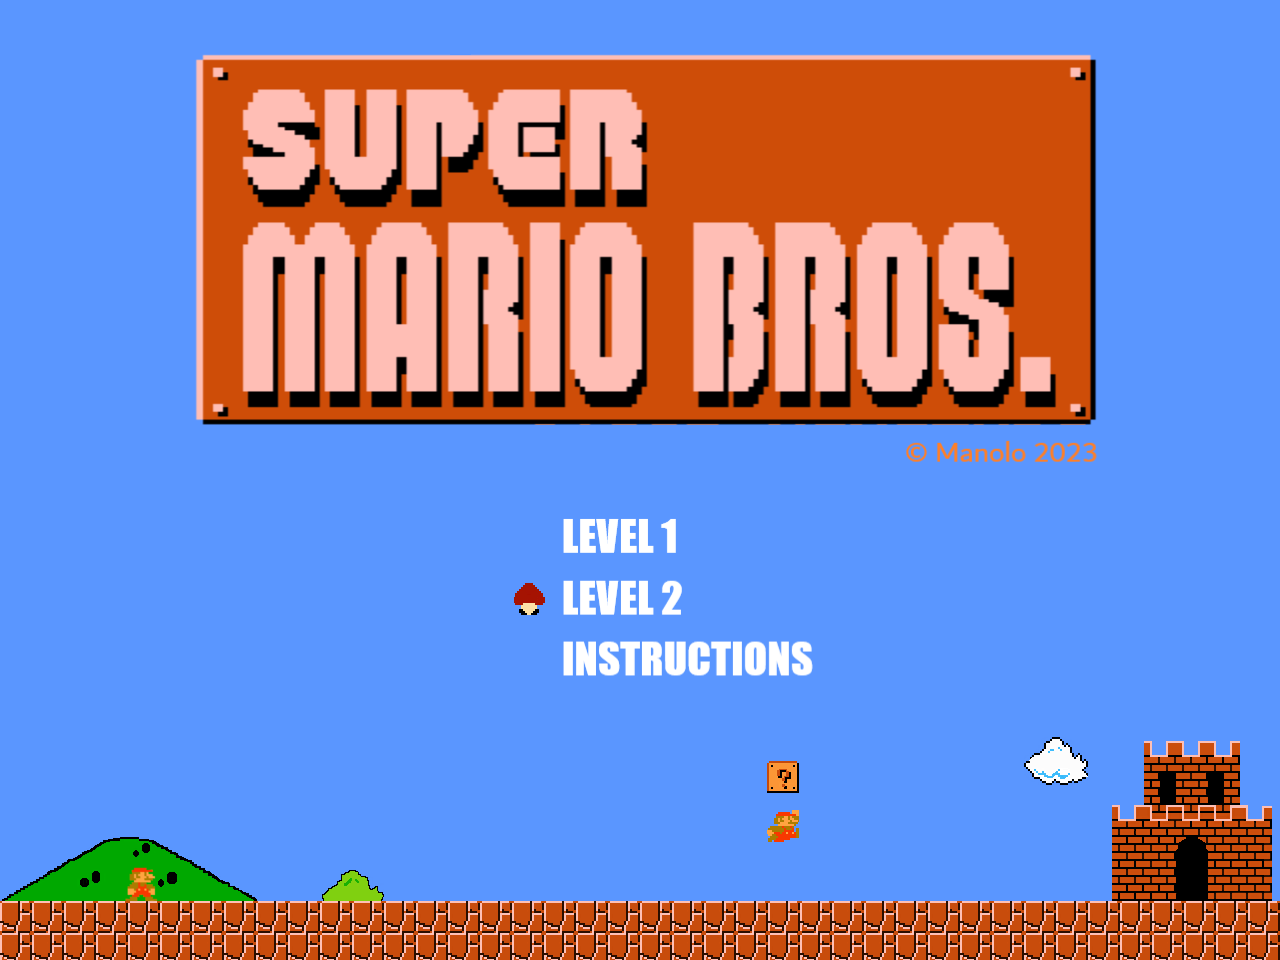 SUPER
MARIO BROS.
© Manolo 2023
LEVEL 1
LEVEL 2
INSTRUCTIONS
?